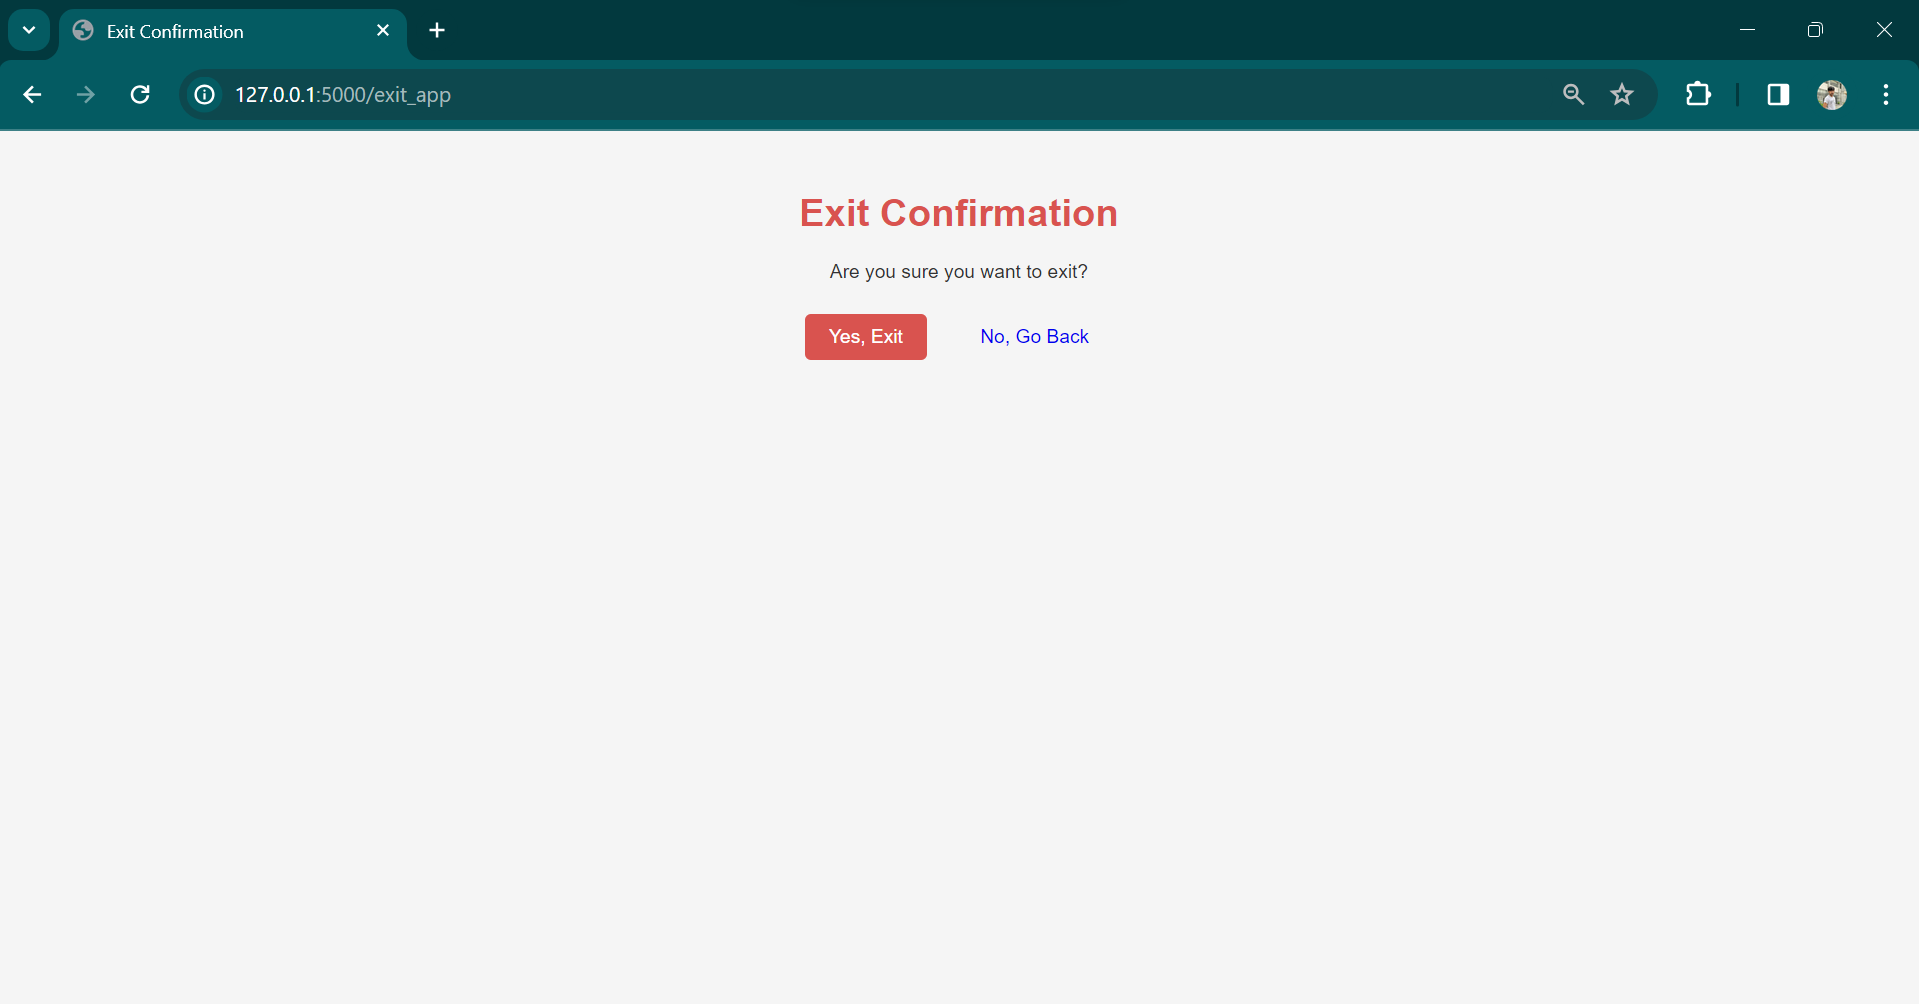 Exit Confirmation
127.0.0.1:5000/exit_app
Exit Confirmation
Are you sure you want to exit?
Yes, Exit No, Go Back